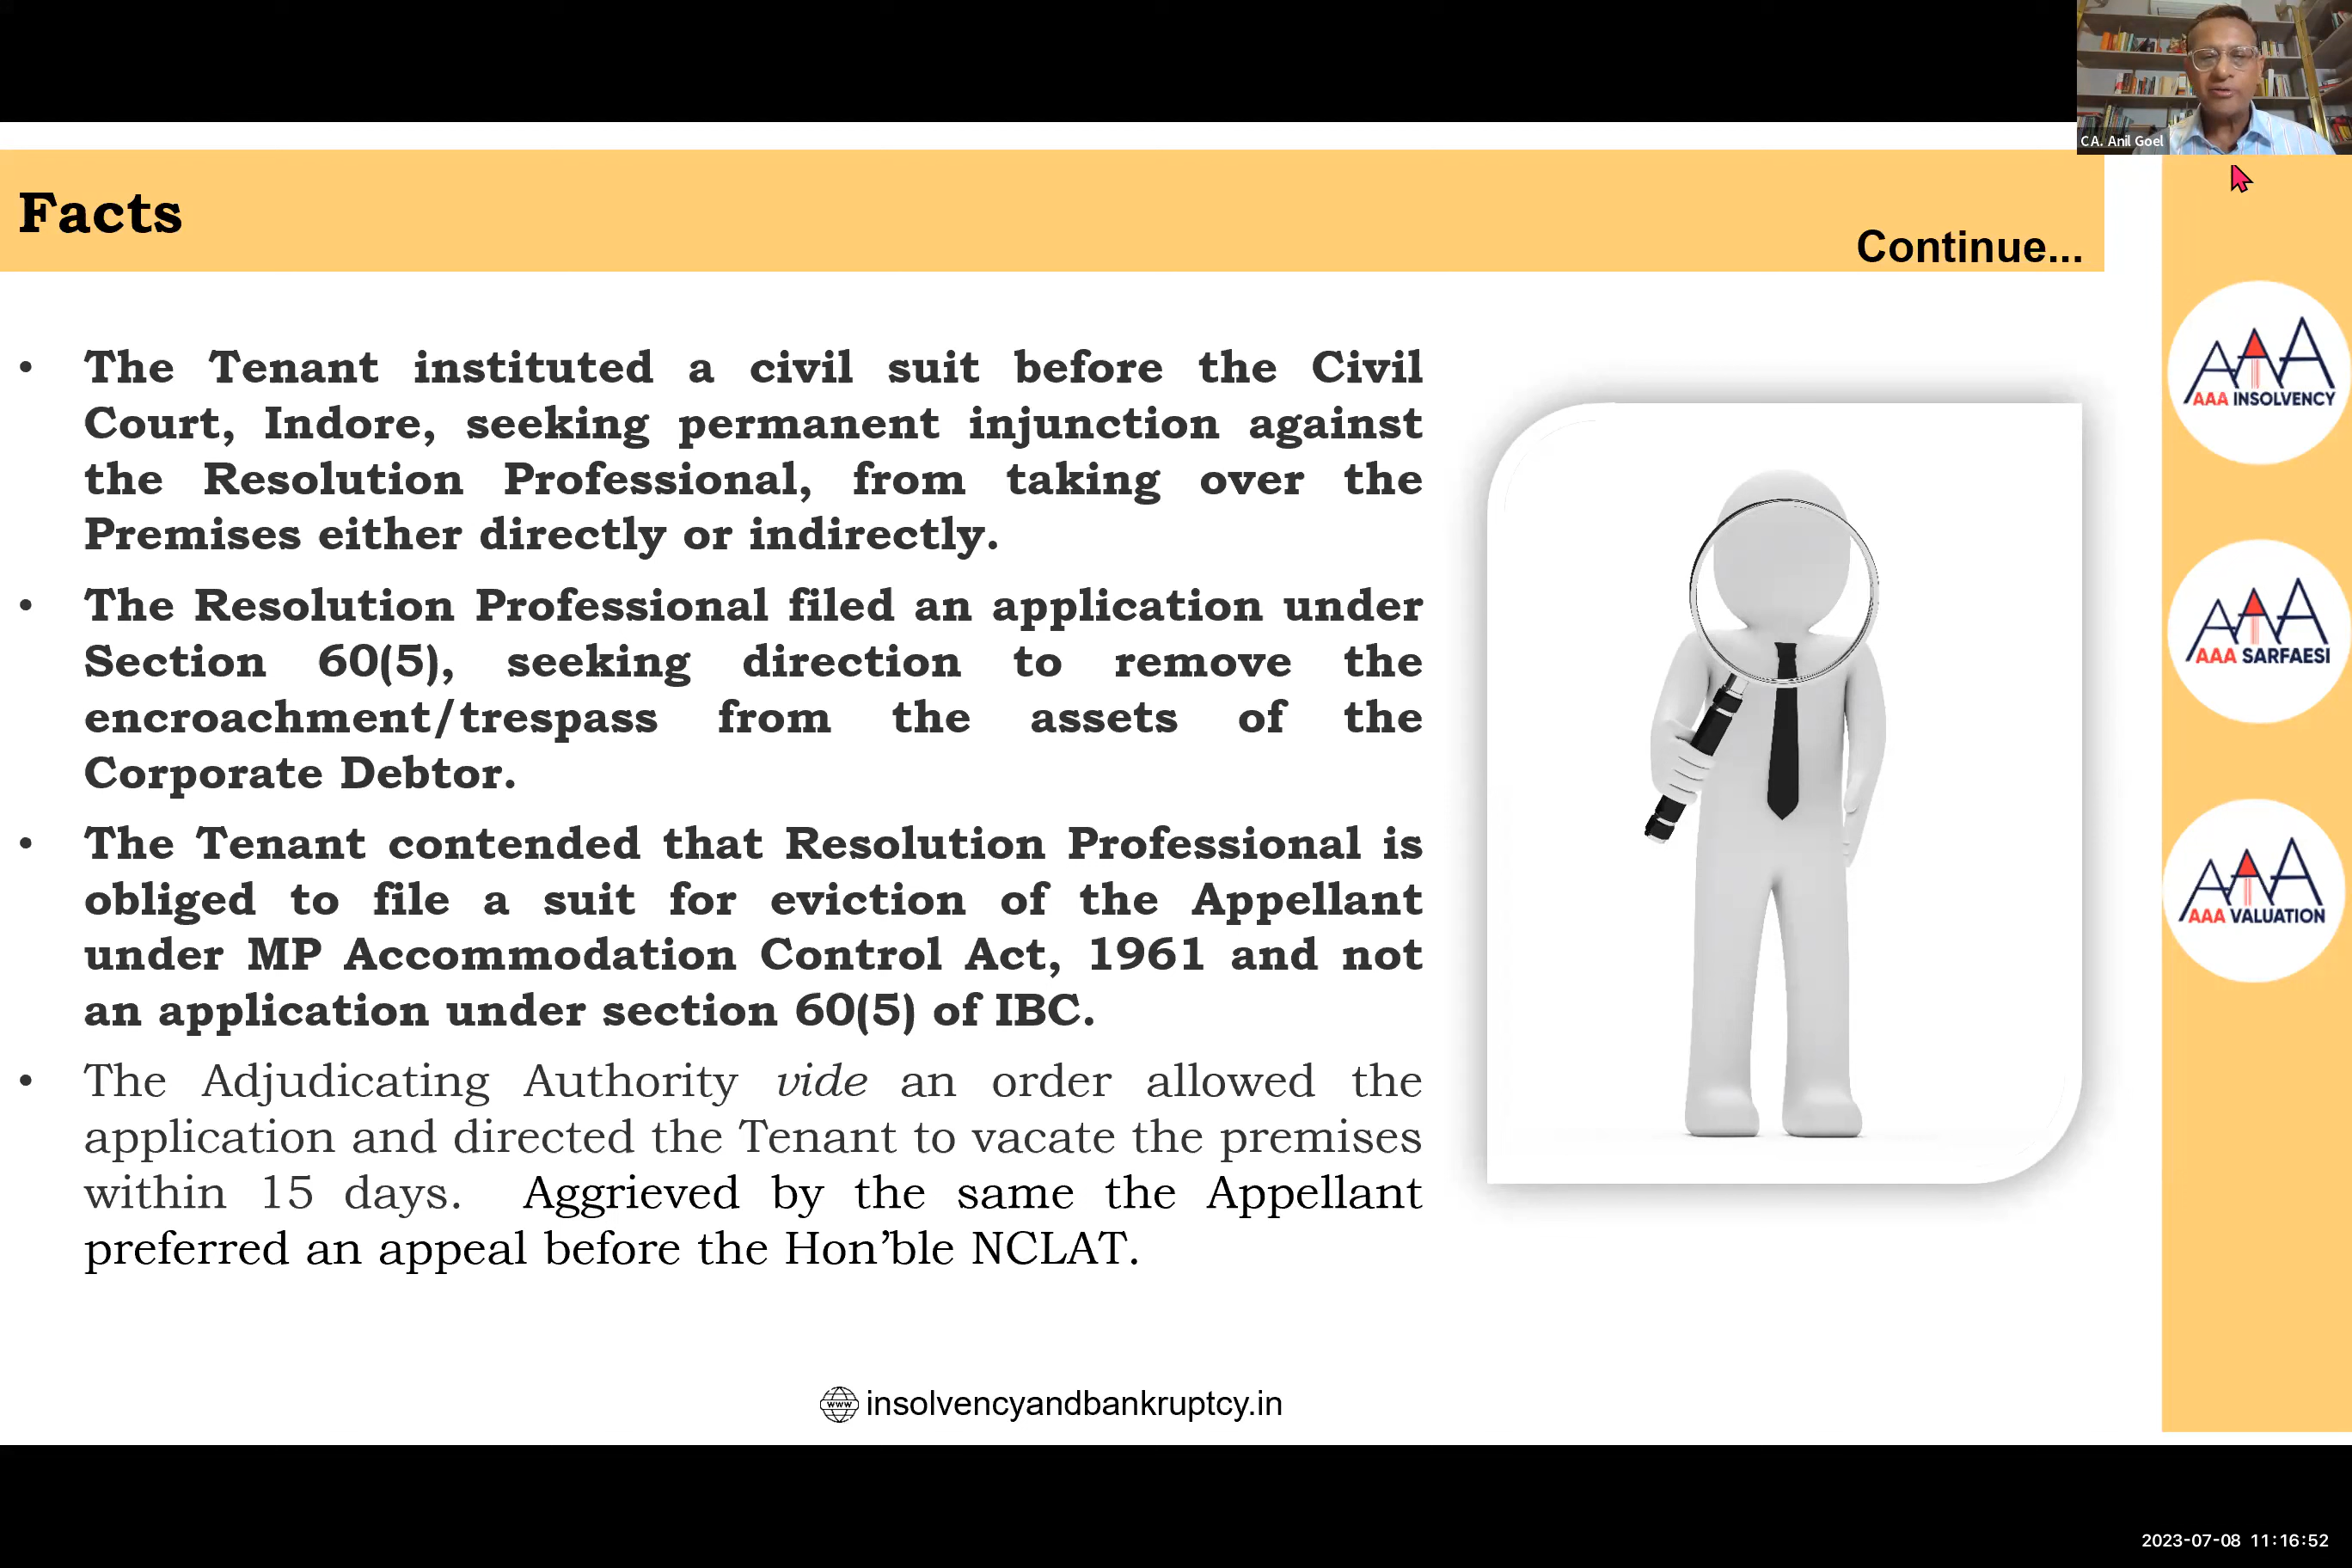 CA. Anil Goel
Facts
Continue...
• The Tenant instituted a civil suit before the Civil
Court, Indore, seeking permanent injunction against
the Resolution Professional, from taking over the
Premises either directly or indirectly.
• The Resolution Professional filed an application under
Section 60(5), seeking direction to remove the
encroachment/trespass from the assets of the
Corporate Debtor.
• The Tenant contended that Resolution Professional is
obliged to file a suit for eviction of the Appellant
under MP Accommodation Control Act, 1961 and not
an application under section 60(5) of IBC.
• The Adjudicating Authority vide an order allowed the
application and directed the Tenant to vacate the premises
within 15 days. Aggrieved by the same the Appellant
preferred an appeal before the Hon’ble NCLAT.
AAA INSOLVENCY
AAA SARFAESI
AAA VALUATION
www insolvencyandbankruptcy.in
2023-07-08 11:16:52